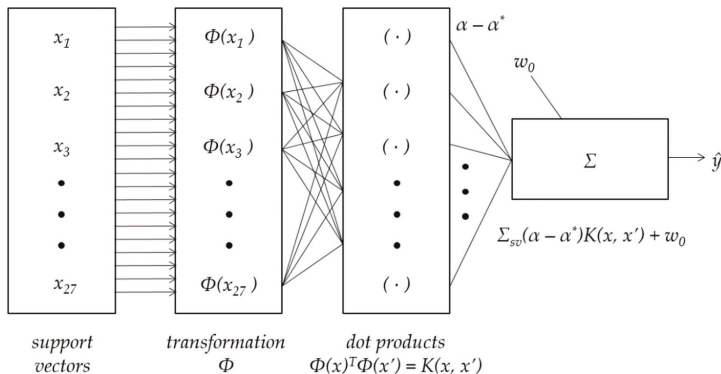 x₁ Φ(x₁) ( · ) α – α*
w₀
x₂ Φ(x₂) ( · )
x₃ Φ(x₃) ( · ) Σ ŷ
Σₛᵥ(α – α*)K(x, x′) + w₀
x₂₇ Φ(x₂₇) ( · )
support transformation dot products
vectors Φ Φ(x)ᵀΦ(x′) = K(x, x′)